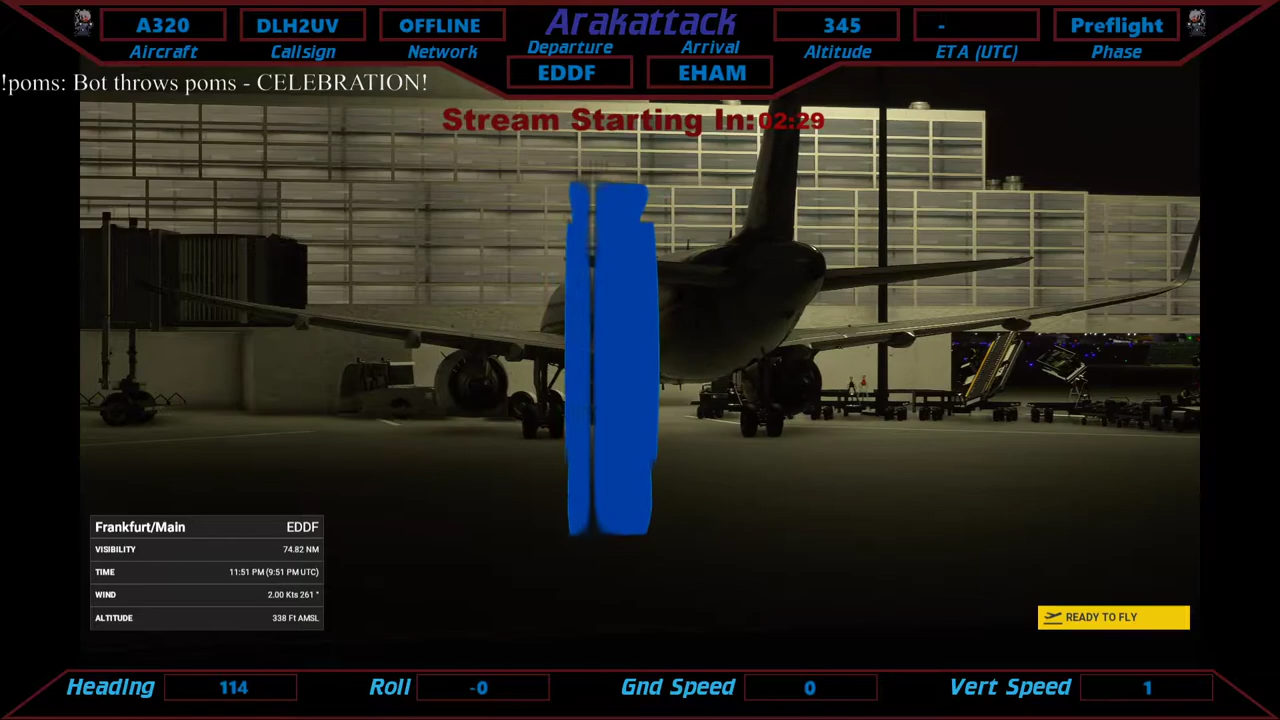 A320
Aircraft
DLH2UV
Callsign
OFFLINE
Network
Arakattack
Departure
EDDF
Arrival
EHAM
345
Altitude
-
ETA (UTC)
Preflight
Phase
!poms: Bot throws poms - CELEBRATION!
Stream Starting In:02:29
Frankfurt/Main EDDF
VISIBILITY 74.82 NM
TIME 11:51 PM (9:51 PM UTC)
WIND 2.00 Kts 261 °
ALTITUDE 338 Ft AMSL
READY TO FLY
Heading 114
Roll -0
Gnd Speed 0
Vert Speed 1